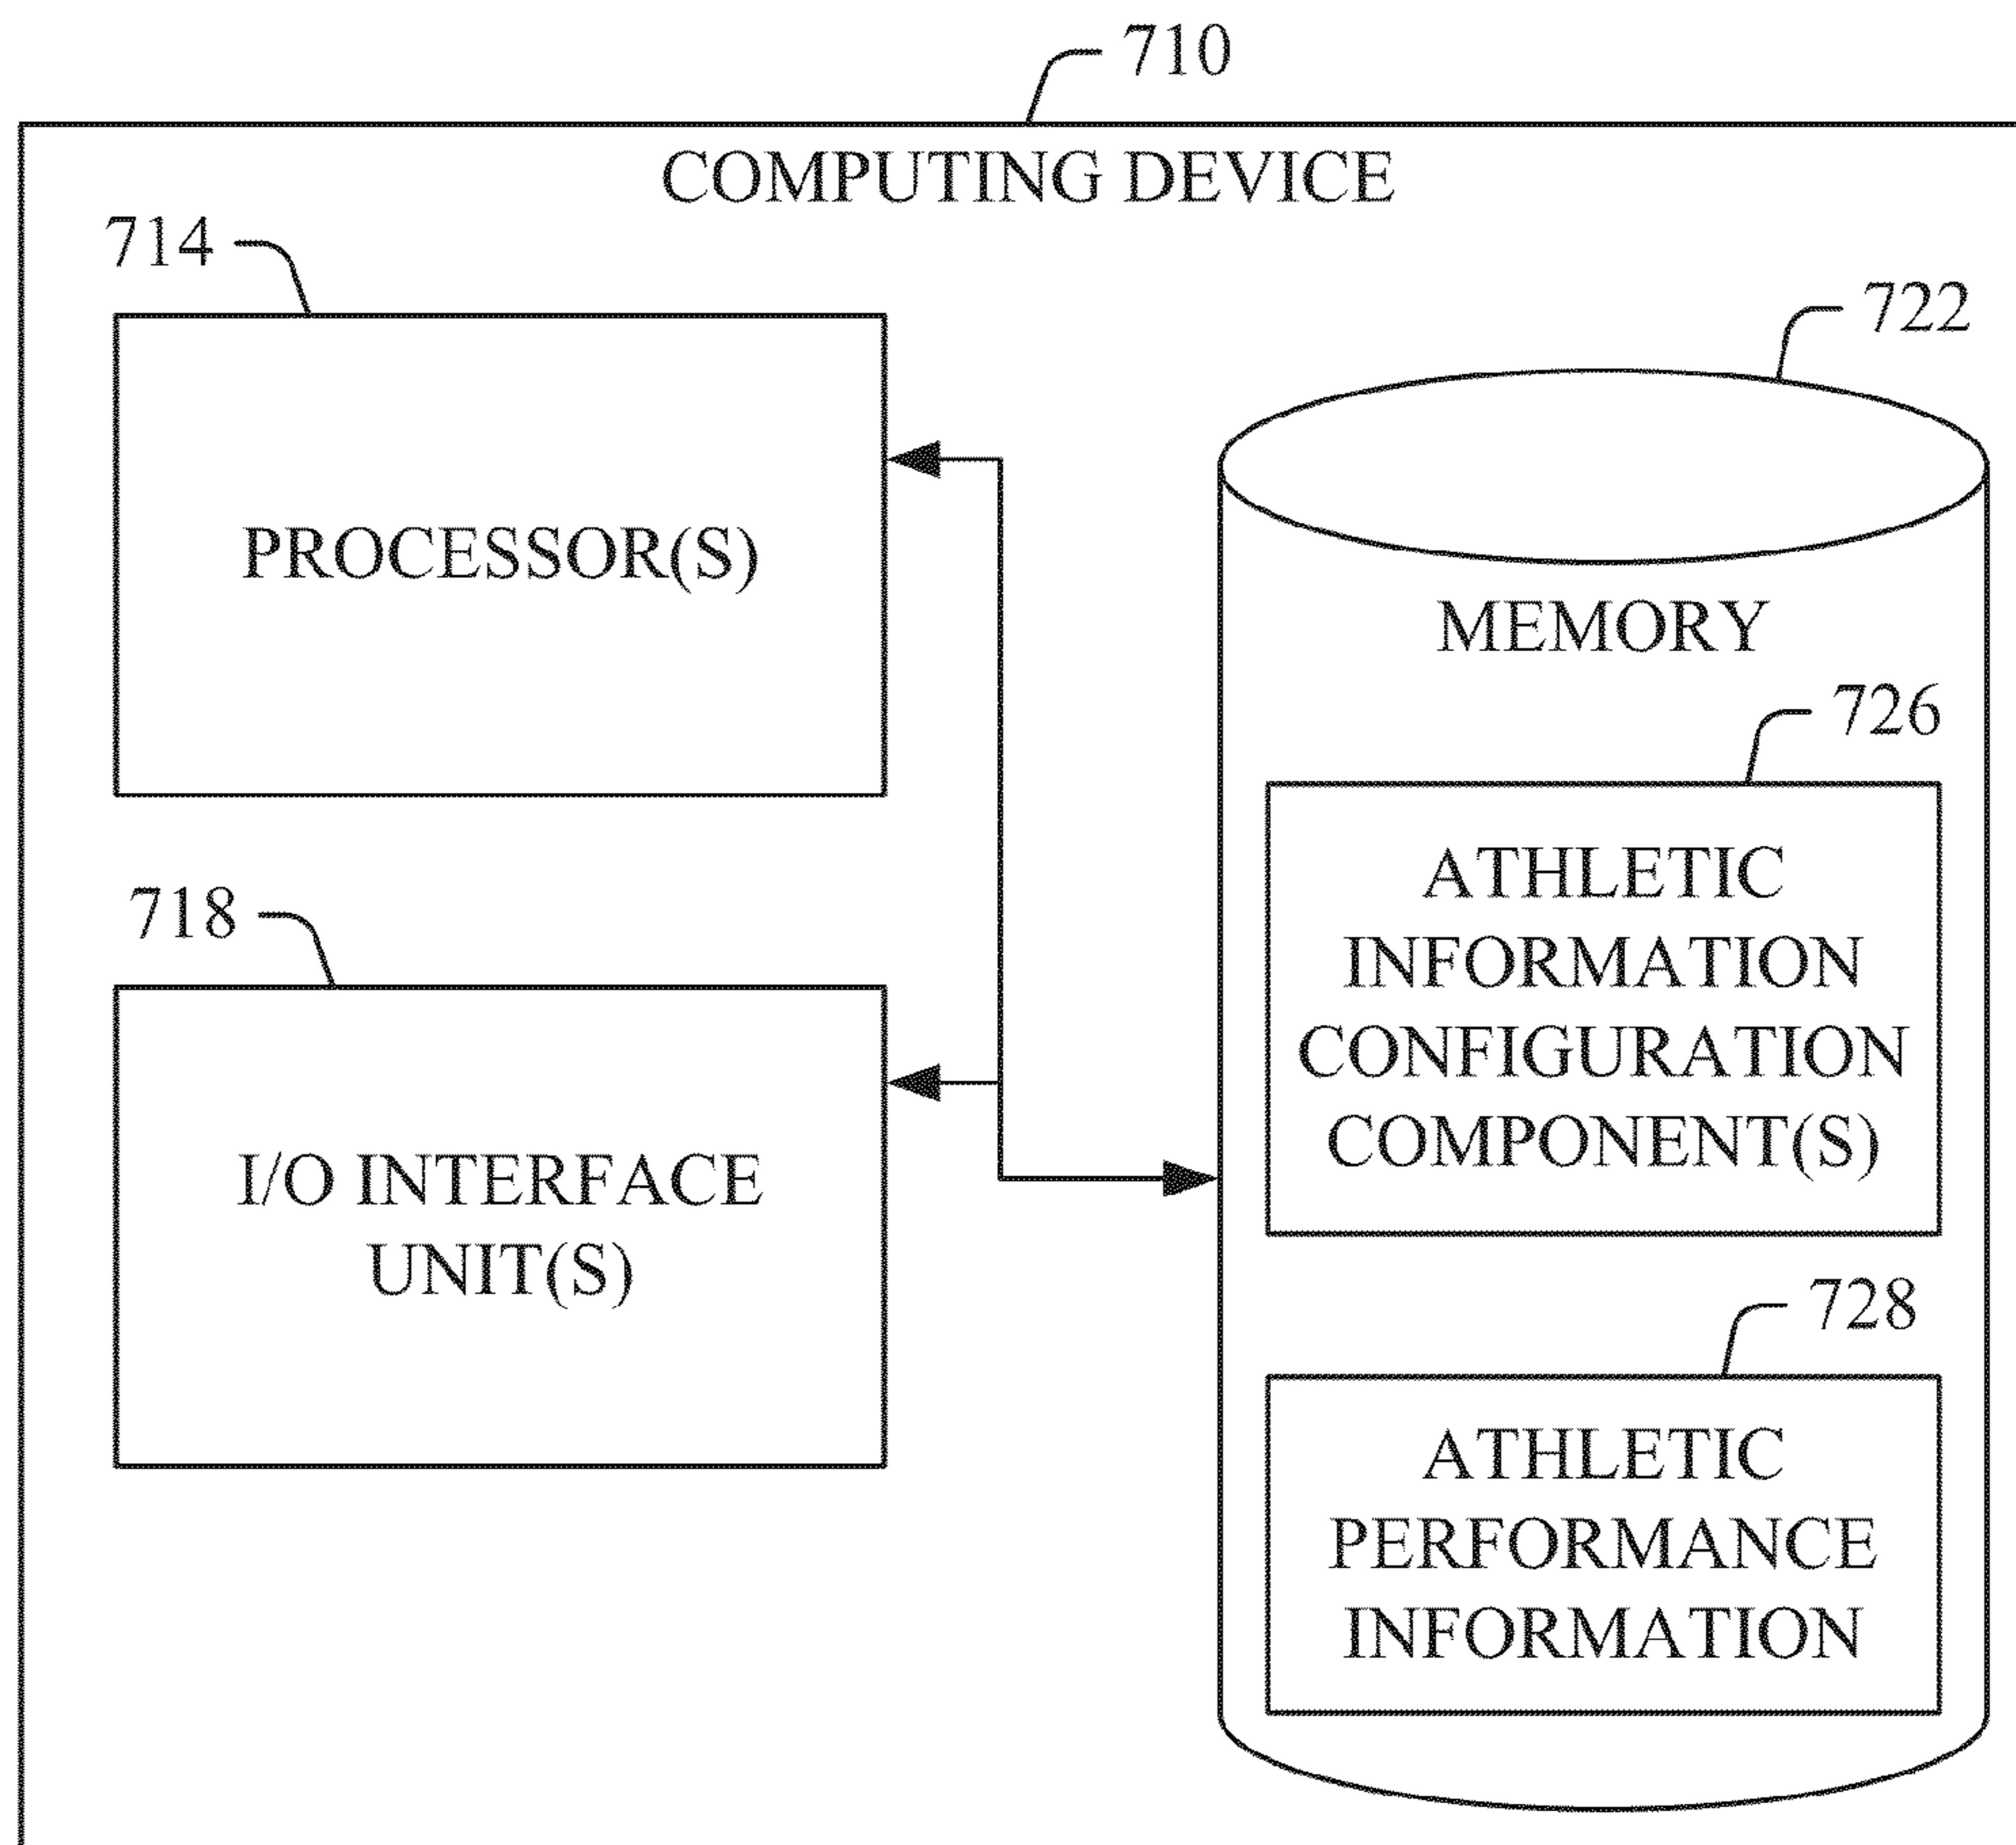 710
COMPUTING DEVICE
714
722
PROCESSOR(S)
MEMORY
726
ATHLETIC
INFORMATION
CONFIGURATION
COMPONENT(S)
718
I/O INTERFACE
UNIT(S)
728
ATHLETIC
PERFORMANCE
INFORMATION